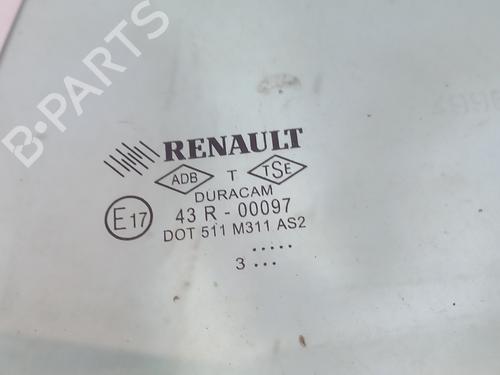 B-PARTS
RENAULT
ADB T TSE
DURACAM
E17 43 R - 00097
DOT 511 M311 AS2
.....
3 ...